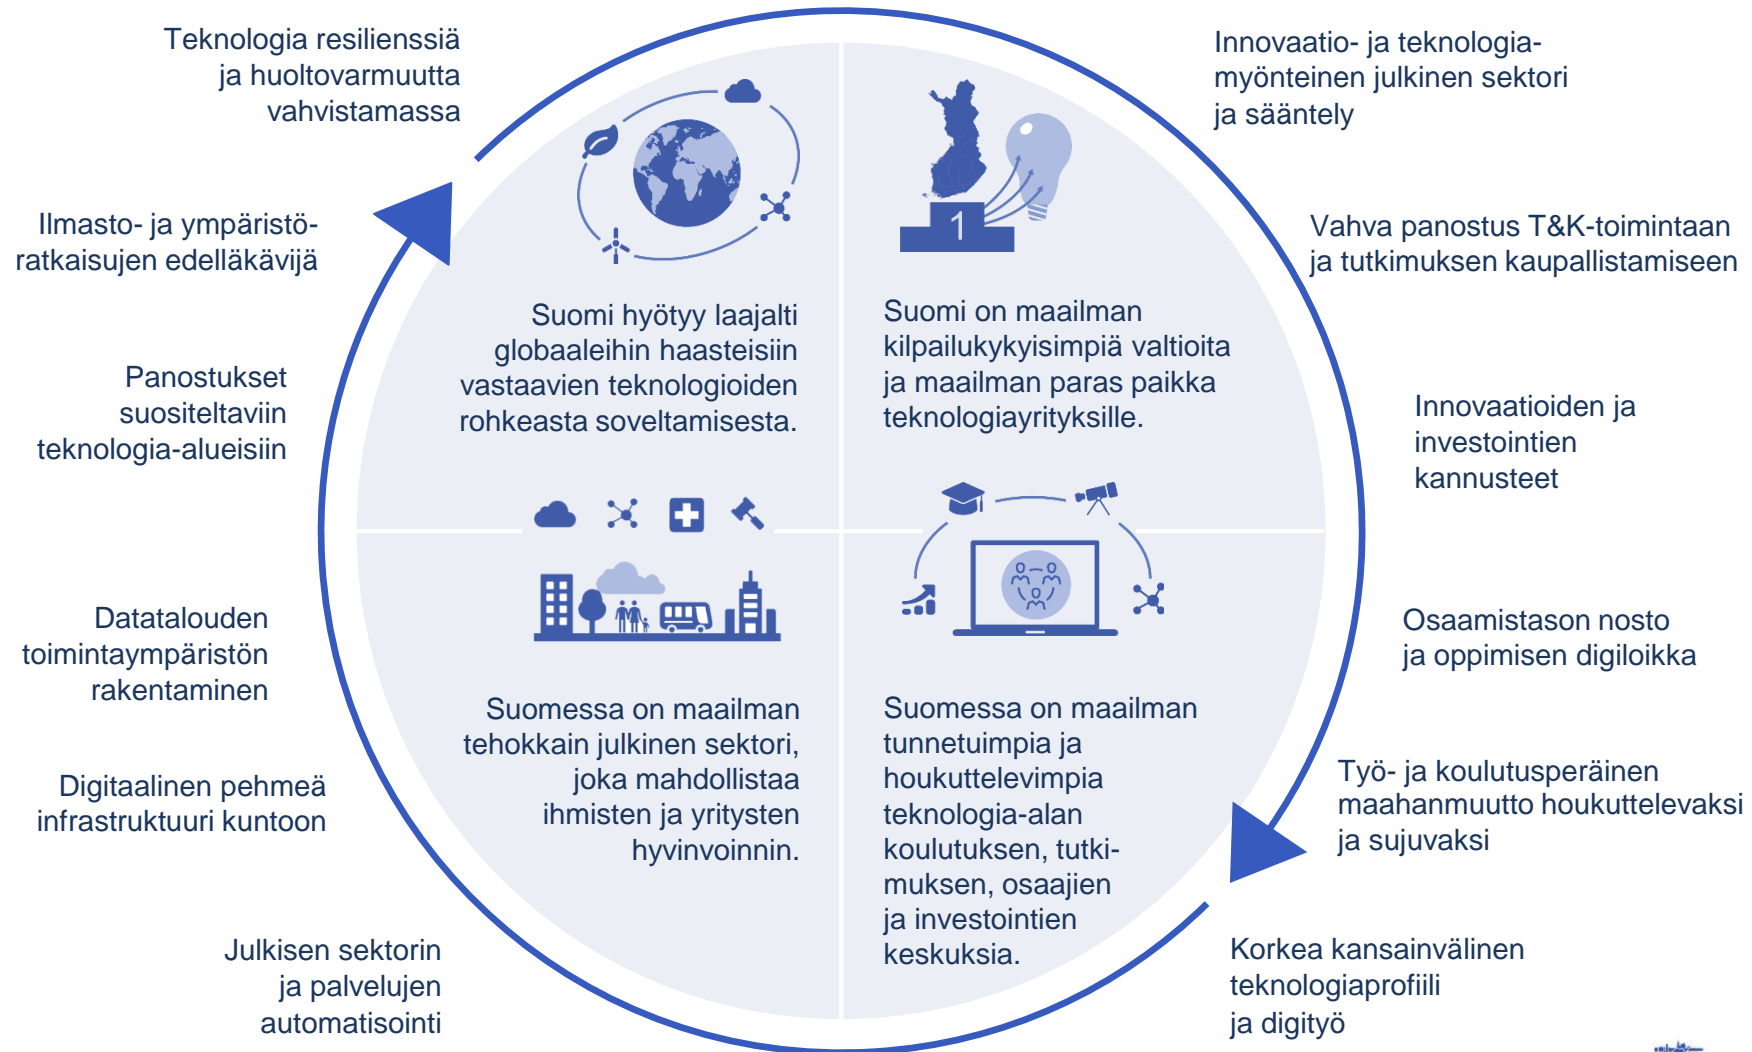 Teknologia resilienssiä
ja huoltovarmuutta
vahvistamassa
Ilmasto- ja ympäristö-
ratkaisujen edelläkävijä
Panostukset
suositeltaviin
teknologia-alueisiin
Datatalouden
toimintaympäristön
rakentaminen
Digitaalinen pehmeä
infrastruktuuri kuntoon
Julkisen sektorin
ja palvelujen
automatisointi
Suomi hyötyy laajalti
globaaleihin haasteisiin
vastaavien teknologioiden
rohkeasta soveltamisesta.
1
Suomi on maailman
kilpailukykyisimpiä valtioita
ja maailman paras paikka
teknologiayrityksille.
Suomessa on maailman
tehokkain julkinen sektori,
joka mahdollistaa
ihmisten ja yritysten
hyvinvoinnin.
Suomessa on maailman
tunnetuimpia ja
houkuttelevimpia
teknologia-alan
koulutuksen, tutki-
muksen, osaajien
ja investointien
keskuksia.
Innovaatio- ja teknologia-
myönteinen julkinen sektori
ja sääntely
Vahva panostus T&K-toimintaan
ja tutkimuksen kaupallistamiseen
Innovaatioiden ja
investointien
kannusteet
Osaamistason nosto
ja oppimisen digiloikka
Työ- ja koulutusperäinen
maahanmuutto houkuttelevaksi
ja sujuvaksi
Korkea kansainvälinen
teknologiaprofiili
ja digityö